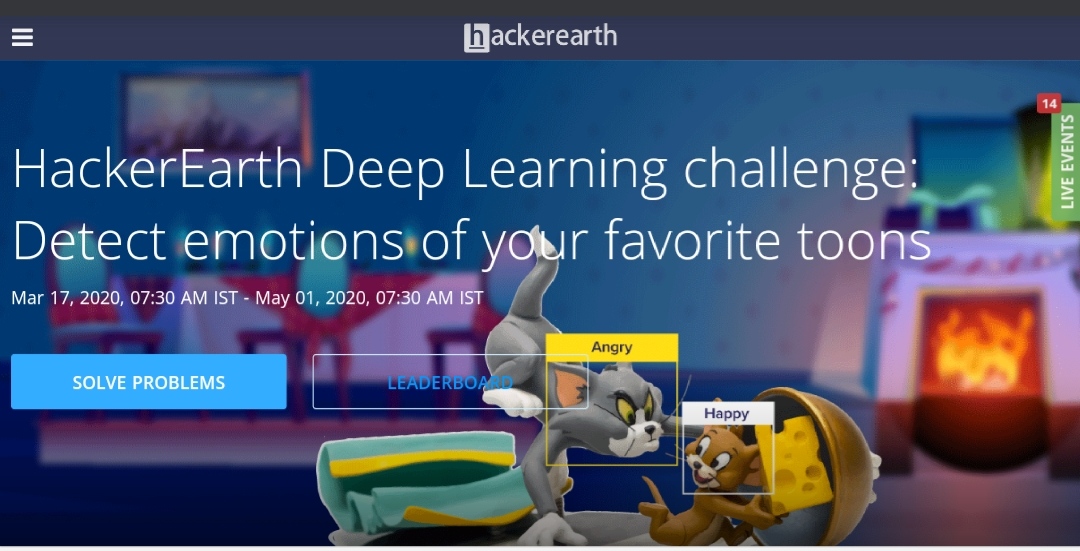 hackerearth
14
LIVE EVENTS
HackerEarth Deep Learning challenge:
Detect emotions of your favorite toons
Mar 17, 2020, 07:30 AM IST - May 01, 2020, 07:30 AM IST
SOLVE PROBLEMS
LEADERBOARD
Angry
Happy